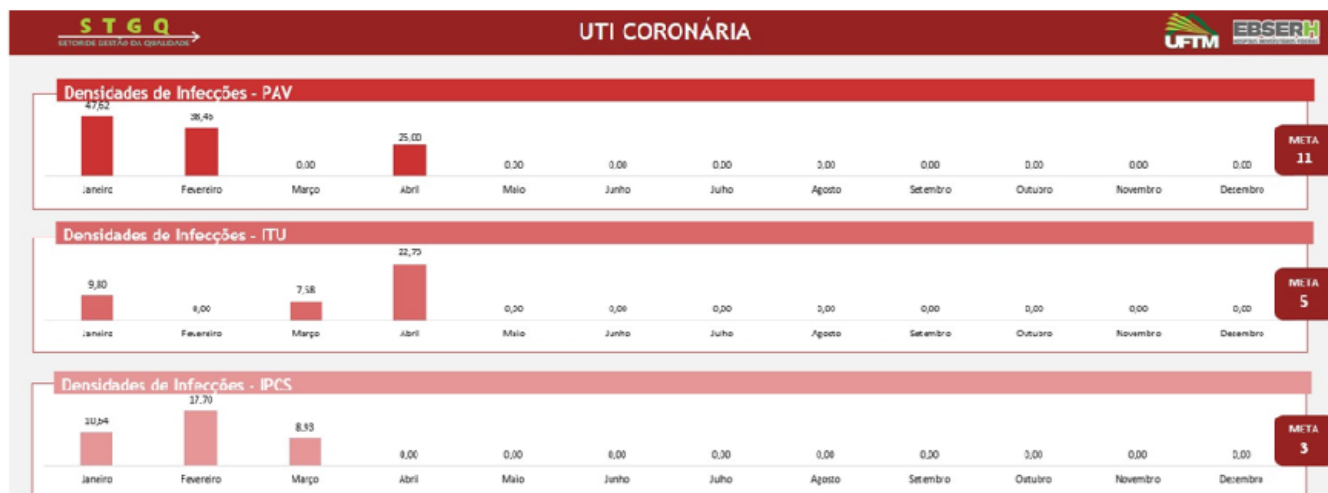 STGQ
SETOR DE GESTÃO DA QUALIDADE
UTI CORONÁRIA
UFTM
EBSERH
HOSPITAIS UNIVERSITÁRIOS FEDERAIS
Densidades de Infecções - PAV
47,62 38,46 0,00 25,00 0,00 0,00 0,00 0,00 0,00 0,00 0,00 0,00
Janeiro Fevereiro Março Abril Maio Junho Julho Agosto Setembro Outubro Novembro Dezembro
META
11
Densidades de Infecções - ITU
9,80 0,00 7,58 22,73 0,00 0,00 0,00 0,00 0,00 0,00 0,00 0,00
Janeiro Fevereiro Março Abril Maio Junho Julho Agosto Setembro Outubro Novembro Dezembro
META
5
Densidades de Infecções - IPCS
10,64 17,70 8,93 0,00 0,00 0,00 0,00 0,00 0,00 0,00 0,00 0,00
Janeiro Fevereiro Março Abril Maio Junho Julho Agosto Setembro Outubro Novembro Dezembro
META
3